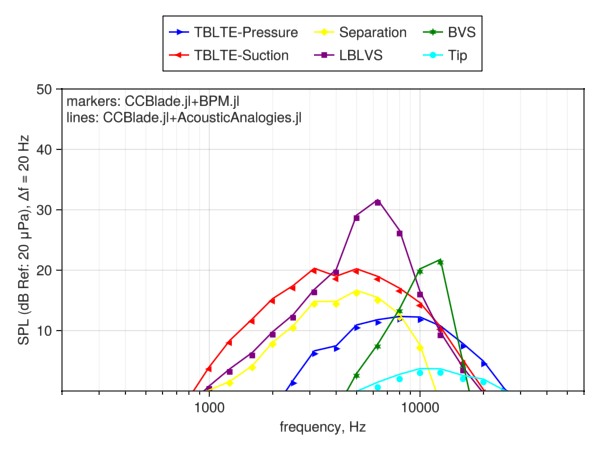 TBLTE-Pressure Separation BVS
TBLTE-Suction LBLVS Tip
markers: CCBlade.jl+BPM.jl
lines: CCBlade.jl+AcousticAnalogies.jl
SPL (dB Ref: 20 μPa), Δf = 20 Hz
50
40
30
20
10
1000 10000
frequency, Hz